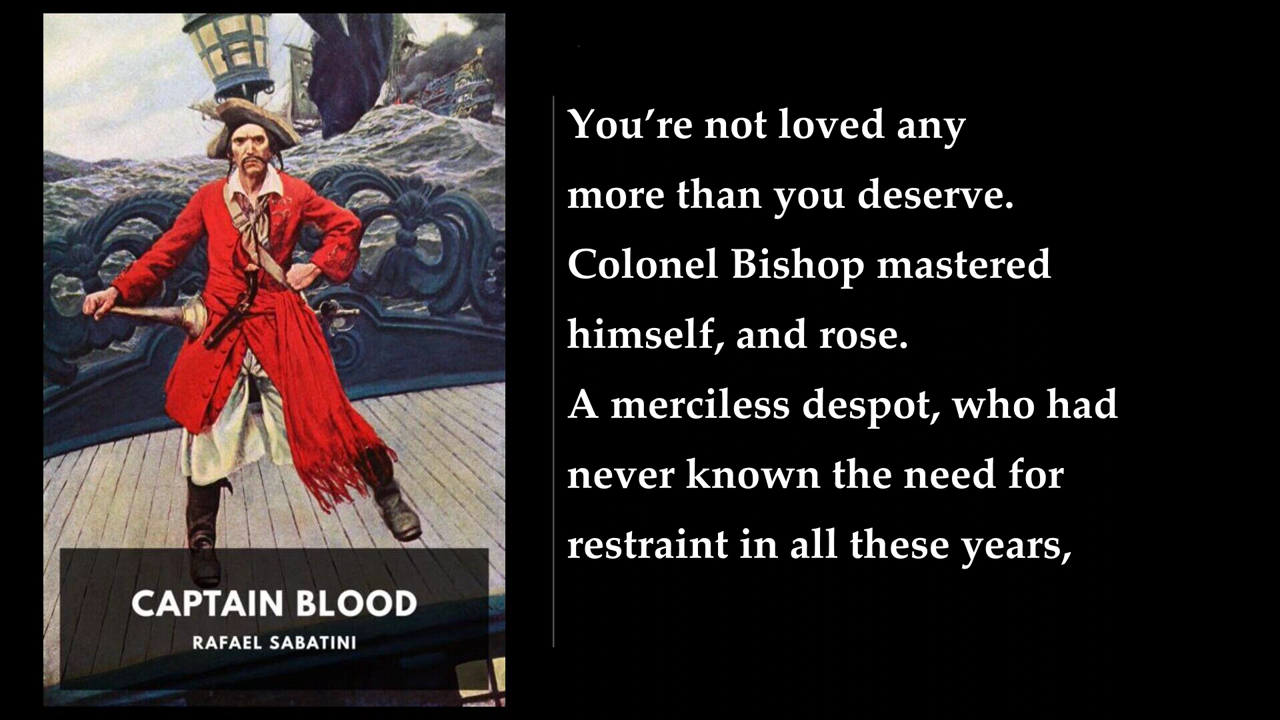 CAPTAIN BLOOD
RAFAEL SABATINI
You’re not loved any
more than you deserve.
Colonel Bishop mastered
himself, and rose.
A merciless despot, who had
never known the need for
restraint in all these years,